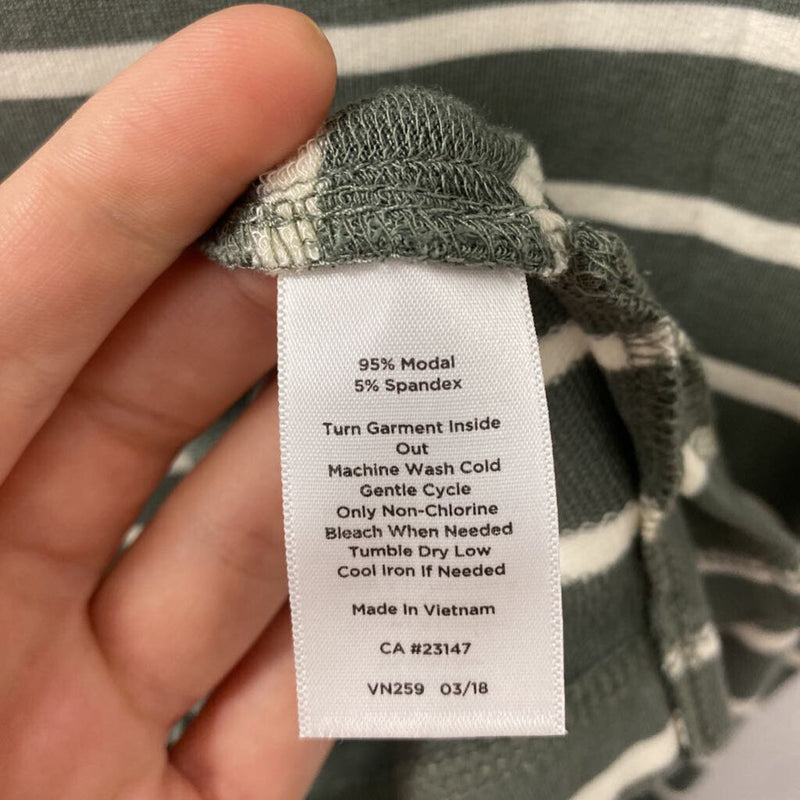 95% Modal
5% Spandex
Turn Garment Inside
Out
Machine Wash Cold
Gentle Cycle
Only Non-Chlorine
Bleach When Needed
Tumble Dry Low
Cool Iron If Needed
Made In Vietnam
CA #23147
VN259 03/18